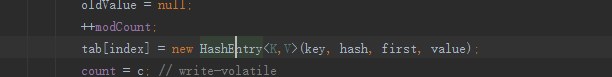 oldValue = null;
++modCount;
tab[index] = new HashEntry<K,V>(key, hash, first, value);
count = c; // write-volatile